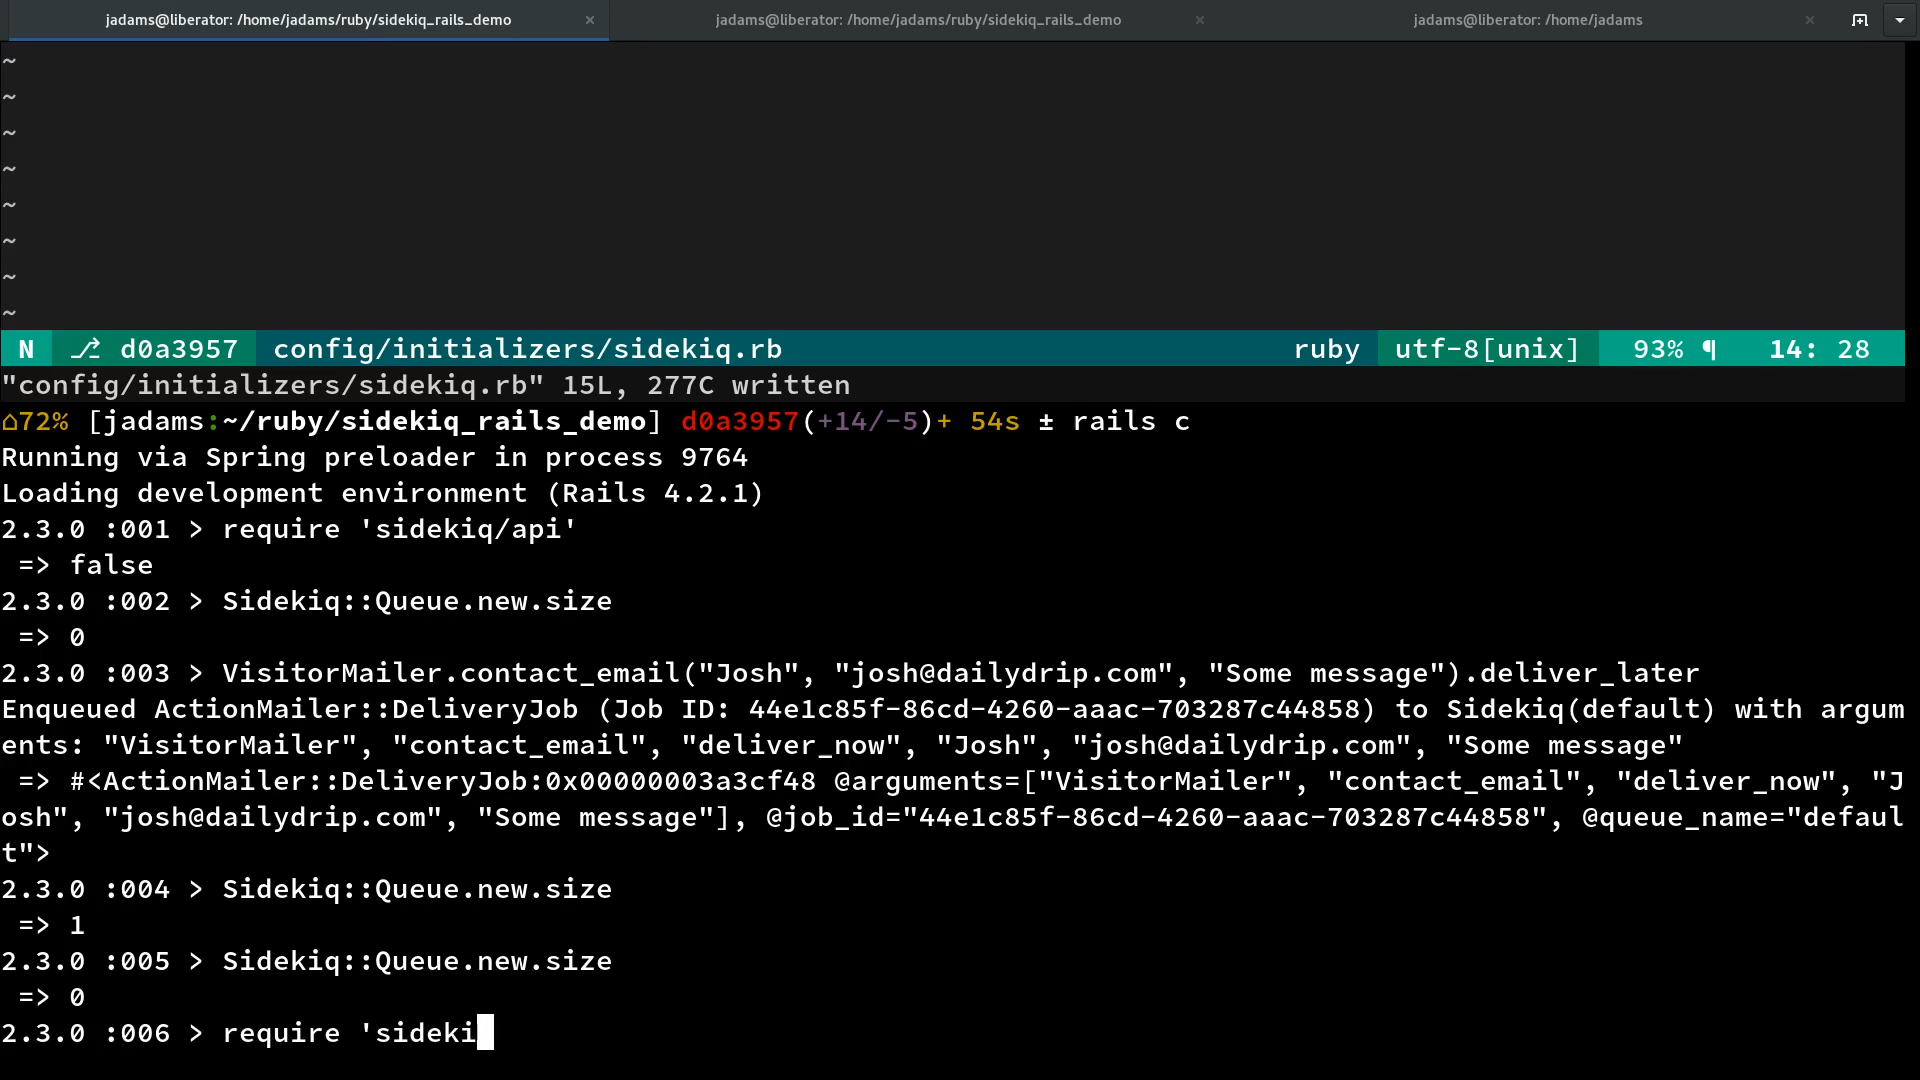 jadams@liberator: /home/jadams/ruby/sidekiq_rails_demo × jadams@liberator: /home/jadams/ruby/sidekiq_rails_demo × jadams@liberator: /home/jadams ×
~
~
~
~
~
~
~
~
N ⎇ d0a3957 config/initializers/sidekiq.rb ruby utf-8[unix] 93% ¶ 14: 28
"config/initializers/sidekiq.rb" 15L, 277C written
⌂72% [jadams:~/ruby/sidekiq_rails_demo] d0a3957(+14/-5)+ 54s ± rails c
Running via Spring preloader in process 9764
Loading development environment (Rails 4.2.1)
2.3.0 :001 > require 'sidekiq/api'
 => false
2.3.0 :002 > Sidekiq::Queue.new.size
 => 0
2.3.0 :003 > VisitorMailer.contact_email("Josh", "josh@dailydrip.com", "Some message").deliver_later
Enqueued ActionMailer::DeliveryJob (Job ID: 44e1c85f-86cd-4260-aaac-703287c44858) to Sidekiq(default) with argum
ents: "VisitorMailer", "contact_email", "deliver_now", "Josh", "josh@dailydrip.com", "Some message"
 => #<ActionMailer::DeliveryJob:0x00000003a3cf48 @arguments=["VisitorMailer", "contact_email", "deliver_now", "J
osh", "josh@dailydrip.com", "Some message"], @job_id="44e1c85f-86cd-4260-aaac-703287c44858", @queue_name="defaul
t">
2.3.0 :004 > Sidekiq::Queue.new.size
 => 1
2.3.0 :005 > Sidekiq::Queue.new.size
 => 0
2.3.0 :006 > require 'sideki